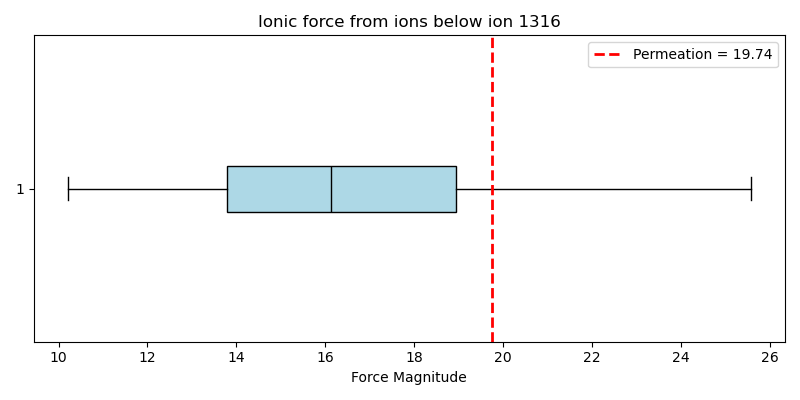 Ionic force from ions below ion 1316
Permeation = 19.74
1
10 12 14 16 18 20 22 24 26
Force Magnitude